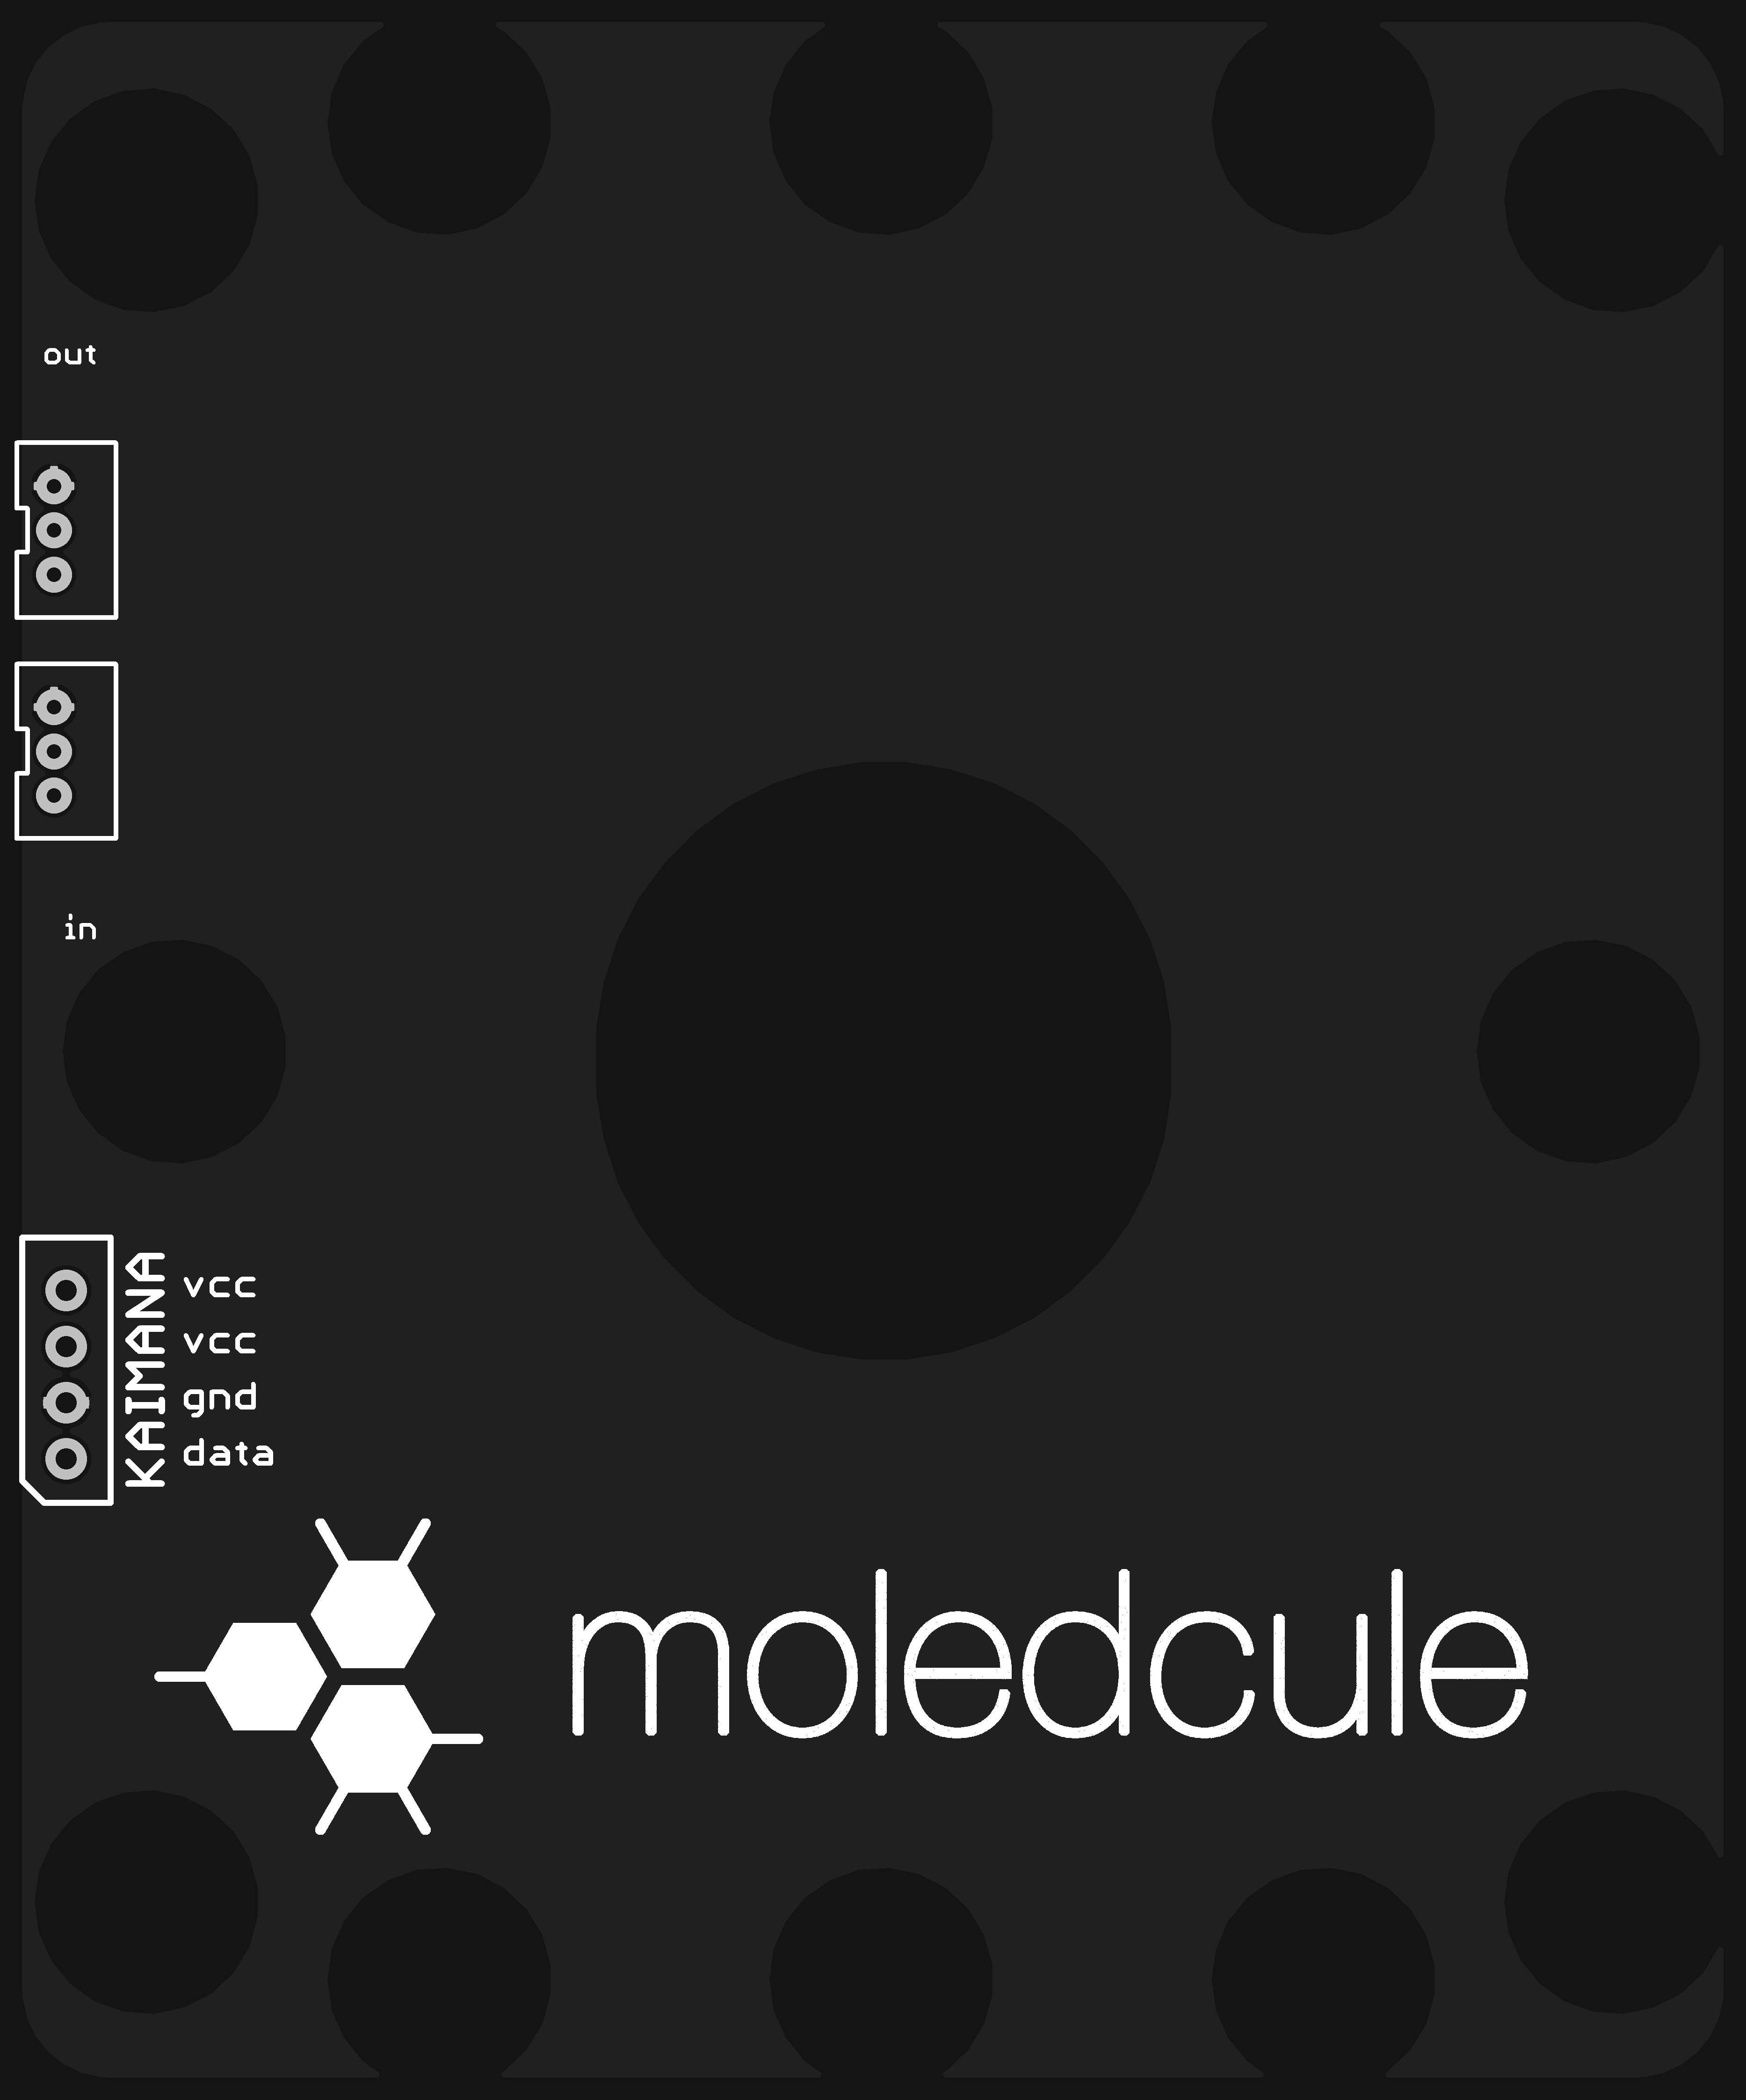 out
in
KAIMANA
vcc
vcc
gnd
data
moledcule